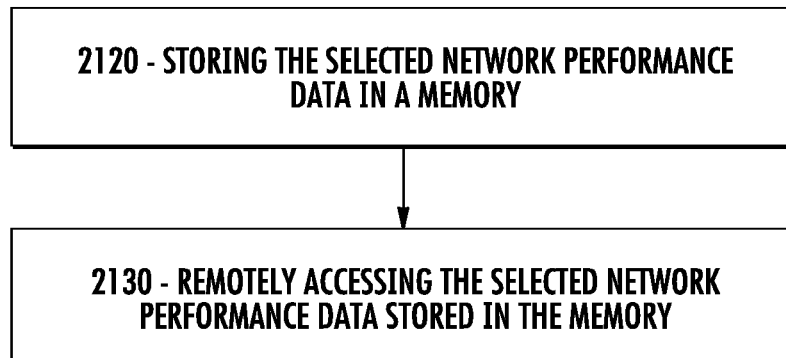 2120 - STORING THE SELECTED NETWORK PERFORMANCE
DATA IN A MEMORY
2130 - REMOTELY ACCESSING THE SELECTED NETWORK
PERFORMANCE DATA STORED IN THE MEMORY